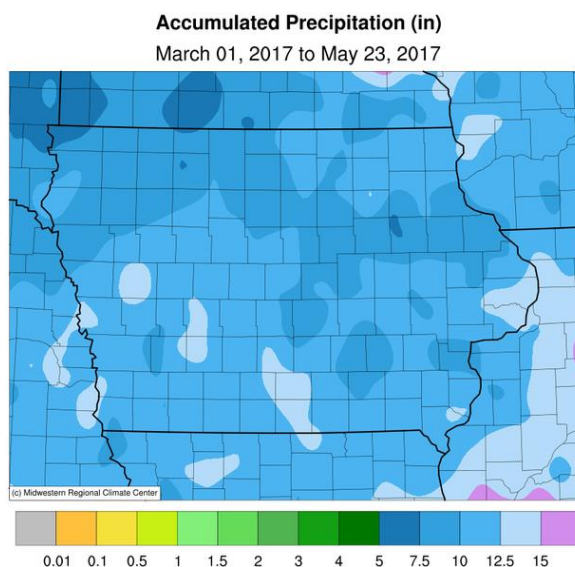 Accumulated Precipitation (in)
March 01, 2017 to May 23, 2017
(c) Midwestern Regional Climate Center
0.01 0.1 0.5 1 1.5 2 3 4 5 7.5 10 12.5 15